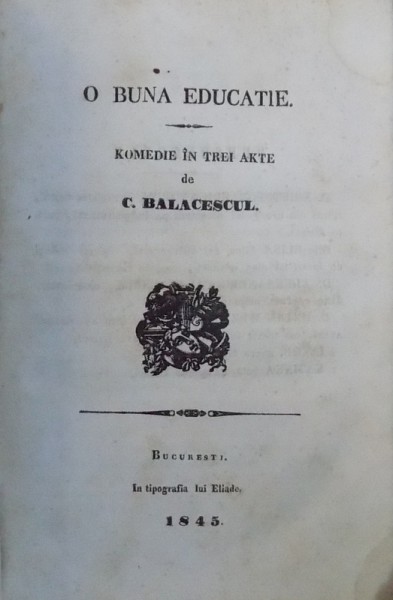 O BUNA EDUCATIE.
KOMEDIE ÎN TREI AKTE
de
C. BALACESCUL.
BUCURESTI.
In tipografia lui Eliade,
1845.